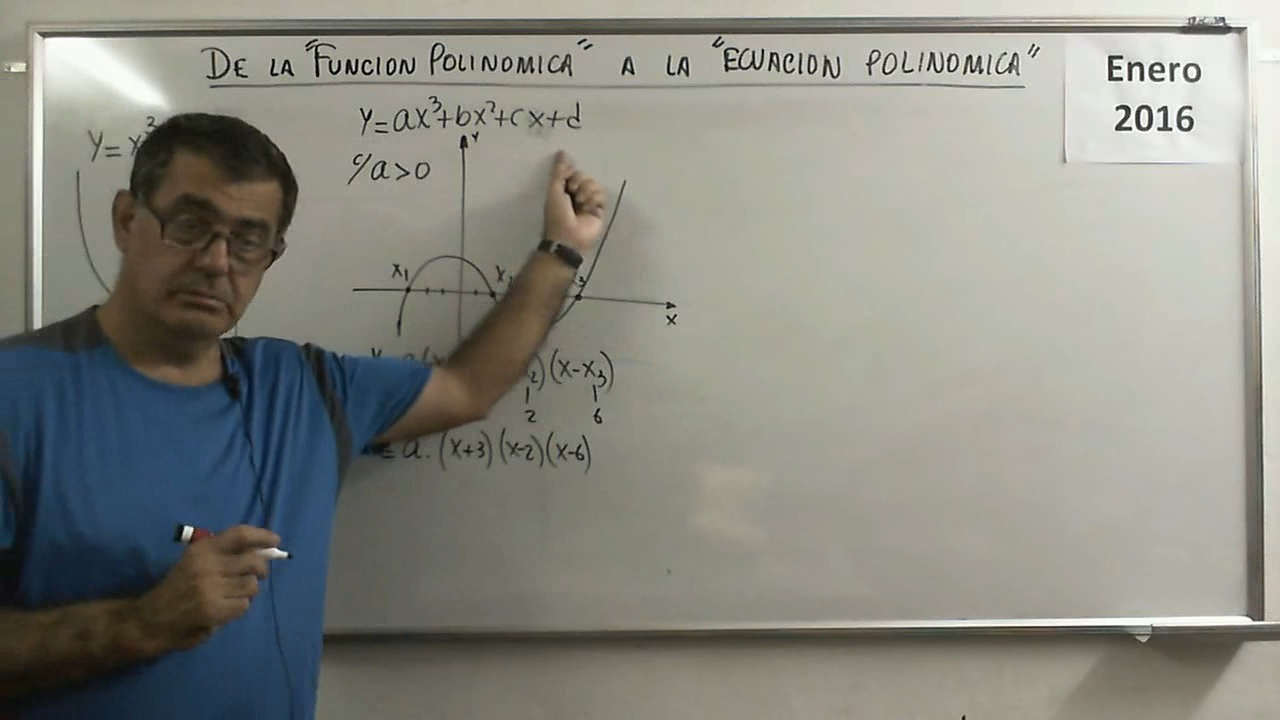 DE LA "FUNCION POLINOMICA" A LA "ECUACION POLINOMICA"
Enero
2016
y=ax³+bx²+cx+d
y=x²
c/a>0
y
x₁
x
₂)(x-x₃)
2 6
= a.(x+3)(x-2)(x-6)